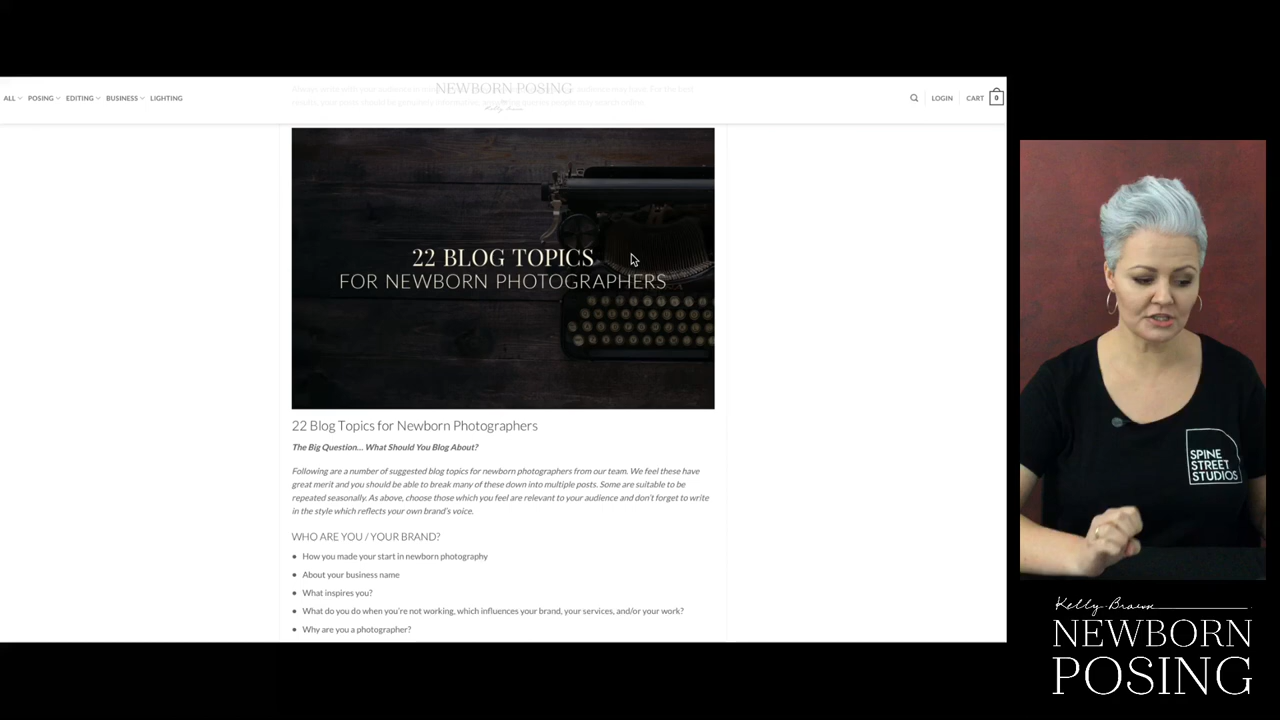 NEWBORN POSING
Kelly Brown
ALL POSING EDITING BUSINESS LIGHTING
LOGIN CART 0
22 BLOG TOPICS
FOR NEWBORN PHOTOGRAPHERS
22 Blog Topics for Newborn Photographers
The Big Question... What Should You Blog About?
Following are a number of suggested blog topics for newborn photographers from our team. We feel these have
great merit and you should be able to break many of these down into multiple posts. Some are suitable to be
repeated seasonally. As above, choose those which you feel are relevant to your audience and don't forget to write
in the style which reflects your own brand's voice.
WHO ARE YOU / YOUR BRAND?
• How you made your start in newborn photography
• About your business name
• What inspires you?
• What do you do when you're not working, which influences your brand, your services, and/or your work?
• Why are you a photographer?
SPINE
STREET
STUDIOS
Kelly Brown
NEWBORN
POSING